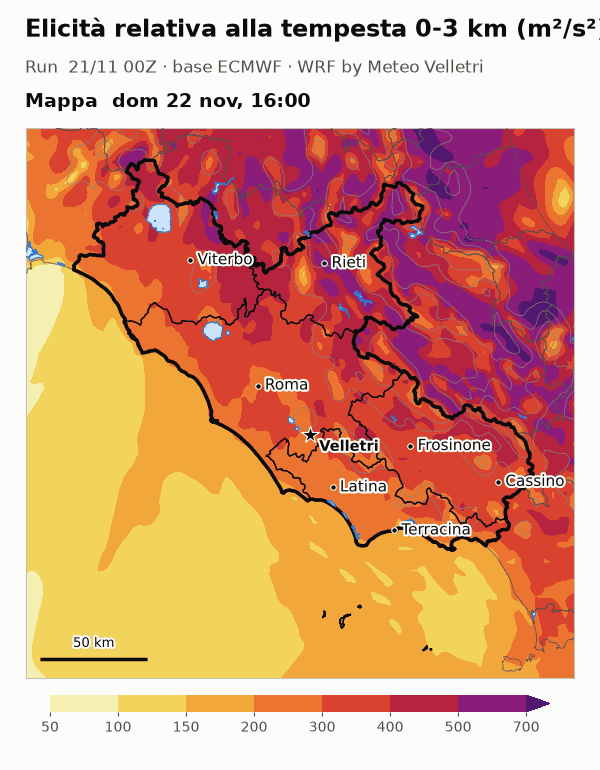 Elicità relativa alla tempesta 0-3 km (m²/s²)
Run 21/11 00Z · base ECMWF · WRF by Meteo Velletri
Mappa dom 22 nov, 16:00
Viterbo
Rieti
Roma
Velletri
Frosinone
Cassino
Latina
Terracina
50 km
50 100 150 200 300 400 500 700